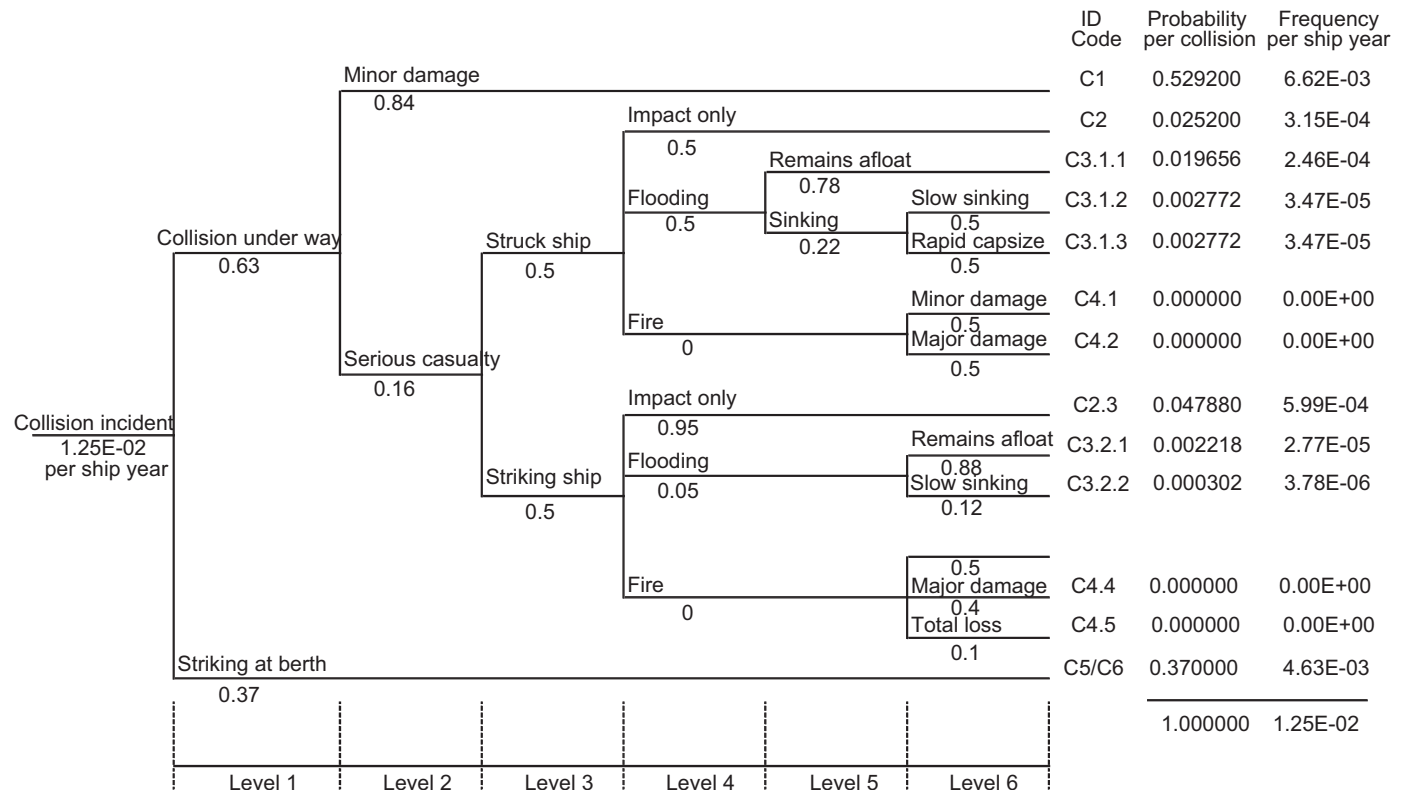 ID Probability Frequency
Code per collision per ship year
Minor damage C1 0.529200 6.62E-03
0.84
Impact only C2 0.025200 3.15E-04
0.5
Remains afloat C3.1.1 0.019656 2.46E-04
0.78
Flooding Slow sinking C3.1.2 0.002772 3.47E-05
0.5 Sinking 0.5
Collision under way Struck ship 0.22 Rapid capsize C3.1.3 0.002772 3.47E-05
0.63 0.5 0.5
Minor damage C4.1 0.000000 0.00E+00
Fire 0.5
0 Major damage C4.2 0.000000 0.00E+00
Serious casualty 0.5
0.16
Impact only C2.3 0.047880 5.99E-04
Collision incident 0.95
1.25E-02 Remains afloat C3.2.1 0.002218 2.77E-05
per ship year Flooding 0.88
Striking ship 0.05 Slow sinking C3.2.2 0.000302 3.78E-06
0.5 0.12
0.5
Fire Major damage C4.4 0.000000 0.00E+00
0 0.4
Total loss C4.5 0.000000 0.00E+00
0.1
Striking at berth C5/C6 0.370000 4.63E-03
0.37
1.000000 1.25E-02
Level 1 Level 2 Level 3 Level 4 Level 5 Level 6